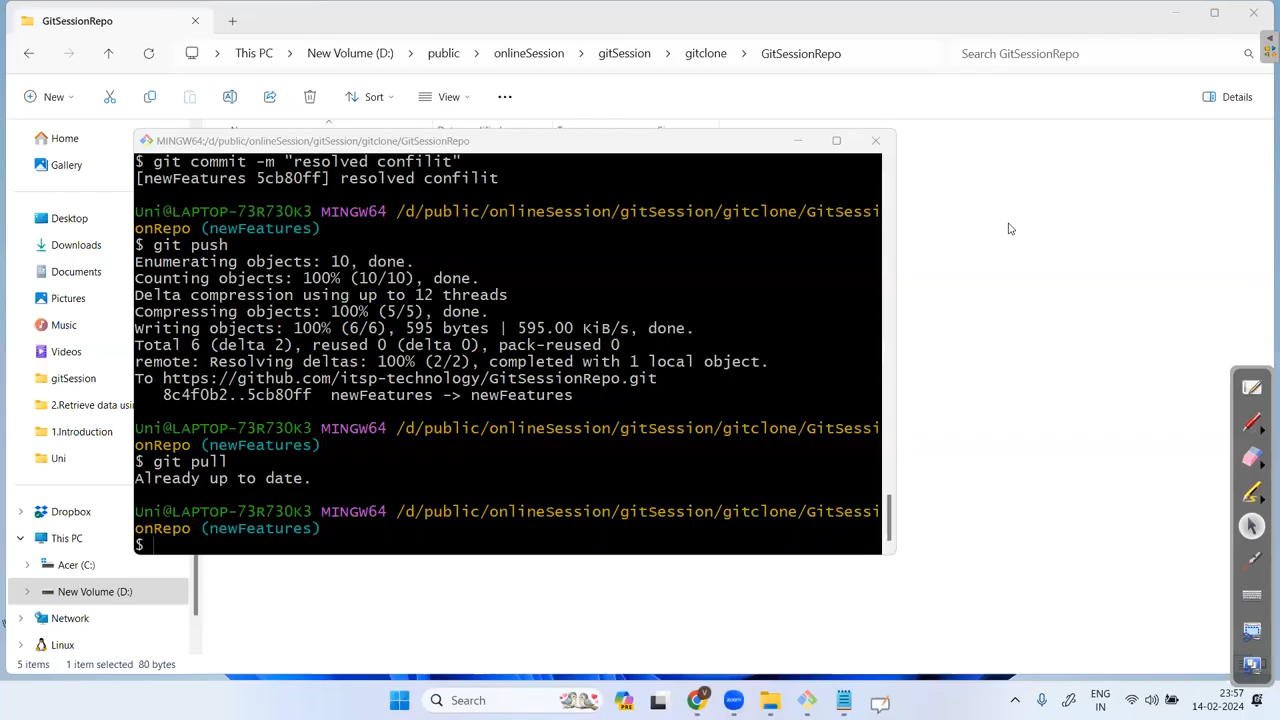 GitSessionRepo
This PC
New Volume (D:)
public
onlineSession
gitSession
gitclone
GitSessionRepo
Search GitSessionRepo
New
Sort
View
Details
Home
Gallery
Desktop
Downloads
Documents
Pictures
Music
Videos
gitSession
2.Retrieve data usin
1.Introduction
Uni
Dropbox
This PC
Acer (C:)
New Volume (D:)
Network
Linux
5 items
1 item selected 80 bytes
MINGW64:/d/public/onlineSession/gitSession/gitclone/GitSessionRepo
$ git commit -m "resolved confilit"
[newFeatures 5cb80ff] resolved confilit
Uni@LAPTOP-73R730K3 MINGW64 /d/public/onlineSession/gitSession/gitclone/GitSessi
onRepo (newFeatures)
$ git push
Enumerating objects: 10, done.
Counting objects: 100% (10/10), done.
Delta compression using up to 12 threads
Compressing objects: 100% (5/5), done.
Writing objects: 100% (6/6), 595 bytes | 595.00 KiB/s, done.
Total 6 (delta 2), reused 0 (delta 0), pack-reused 0
remote: Resolving deltas: 100% (2/2), completed with 1 local object.
To https://github.com/itsp-technology/GitSessionRepo.git
8c4f0b2..5cb80ff newFeatures -> newFeatures
Uni@LAPTOP-73R730K3 MINGW64 /d/public/onlineSession/gitSession/gitclone/GitSessi
onRepo (newFeatures)
$ git pull
Already up to date.
Uni@LAPTOP-73R730K3 MINGW64 /d/public/onlineSession/gitSession/gitclone/GitSessi
onRepo (newFeatures)
$
Search
ENG
IN
23:57
14-02-2024